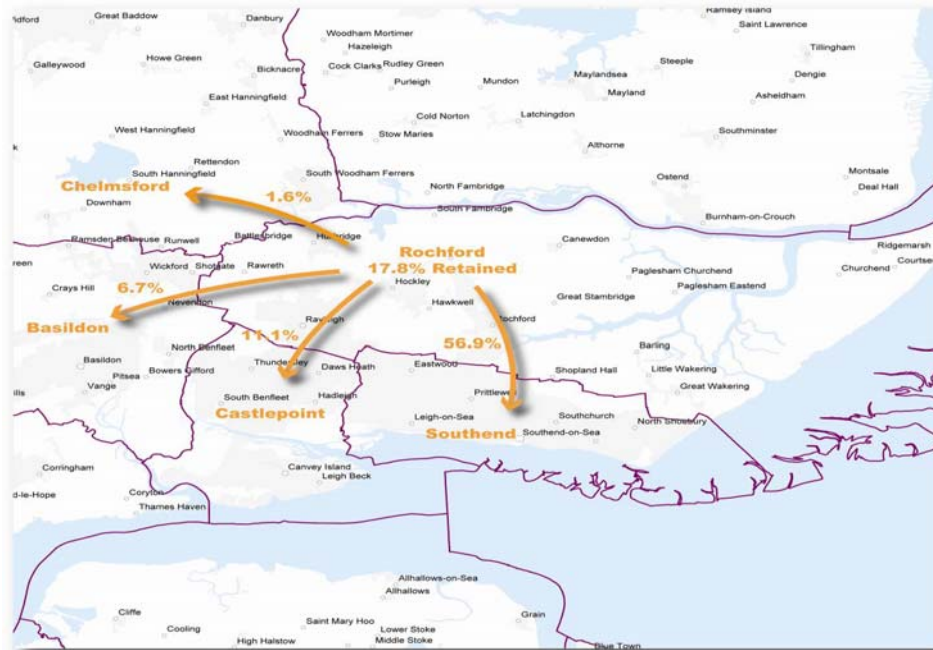 Great Baddow
Danbury
Ramsey Island
Saint Lawrence
Woodham Mortimer
Hazeleigh
Tillingham
Galleywood
Howe Green
Cock Clarks
Rudley Green
Steeple
Bicknacre
Purleigh
Mundon
Maylandsea
Dengie
Mayland
Asheldham
East Hanningfield
Cold Norton
Latchingdon
West Hanningfield
Woodham Ferrers
Stow Maries
Southminster
Althorne
Rettendon
South Hanningfield
South Woodham Ferrers
Ostend
Montsale
Chelmsford
1.6%
North Fambridge
Deal Hall
Downham
South Fambridge
Burnham-on-Crouch
Ramsden Bellhouse
Runwell
Battlesbridge
Hullbridge
Canewdon
Ridgemarsh
Rochford
17.8% Retained
Wickford
Shotgate
Rawreth
Paglesham Churchend
Churchend
Courtse
Crays Hill
6.7%
Hockley
Paglesham Eastend
Nevendon
Hawkwell
Great Stambridge
Basildon
Rayleigh
Rochford
11.1%
56.9%
Barling
North Benfleet
Basildon
Thundersley
Daws Heath
Eastwood
Shopland Hall
Little Wakering
Pitsea
Bowers Gifford
Vange
Great Wakering
Prittlewell
South Benfleet
Hadleigh
Castlepoint
Leigh-on-Sea
Southchurch
North Shoebury
Southend
Southend-on-Sea
Corringham
Canvey Island
Leigh Beck
d-le-Hope
Coryton
Thames Haven
Allhallows-on-Sea
Allhallows
Cliffe
Cooling
Saint Mary Hoo
Lower Stoke
Grain
High Halstow
Middle Stoke
Blue Town